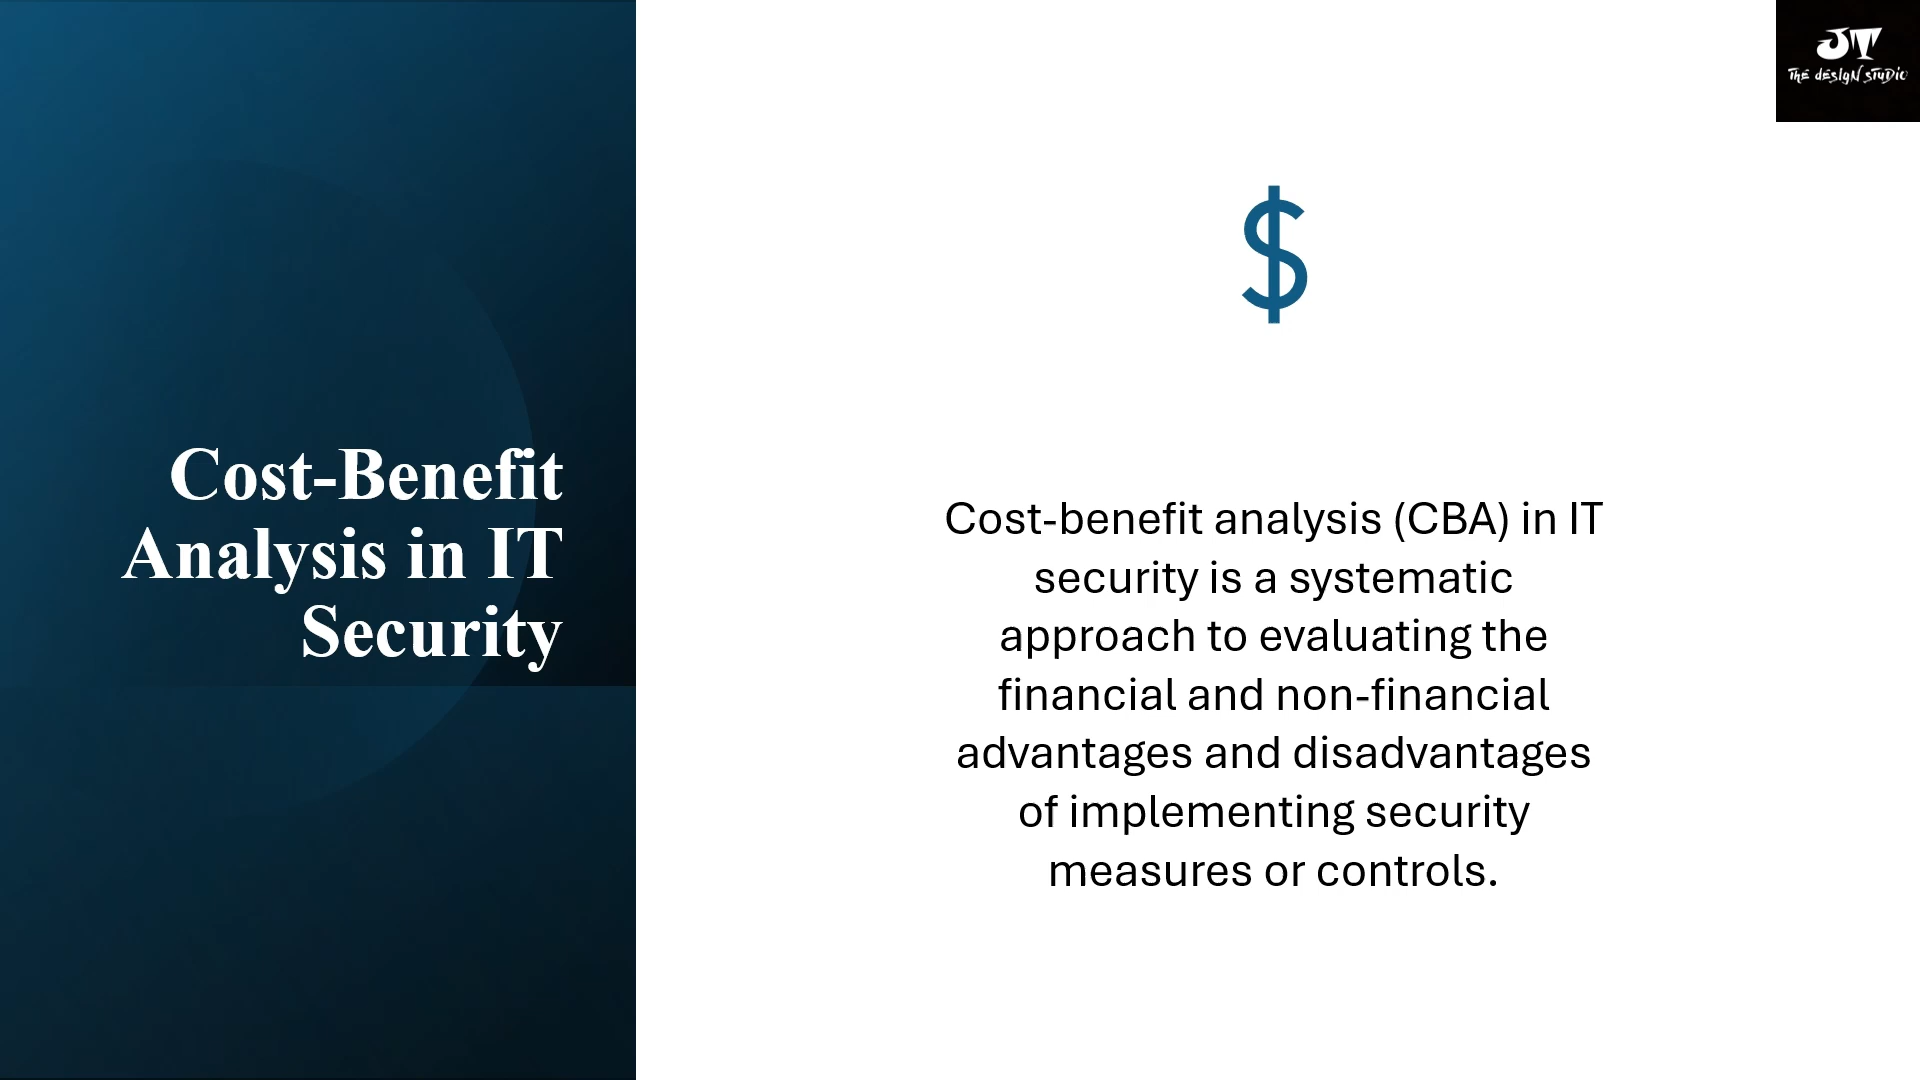 JT
THE DESIGN STUDIO
$
Cost-Benefit
Analysis in IT
Security
Cost-benefit analysis (CBA) in IT
security is a systematic
approach to evaluating the
financial and non-financial
advantages and disadvantages
of implementing security
measures or controls.